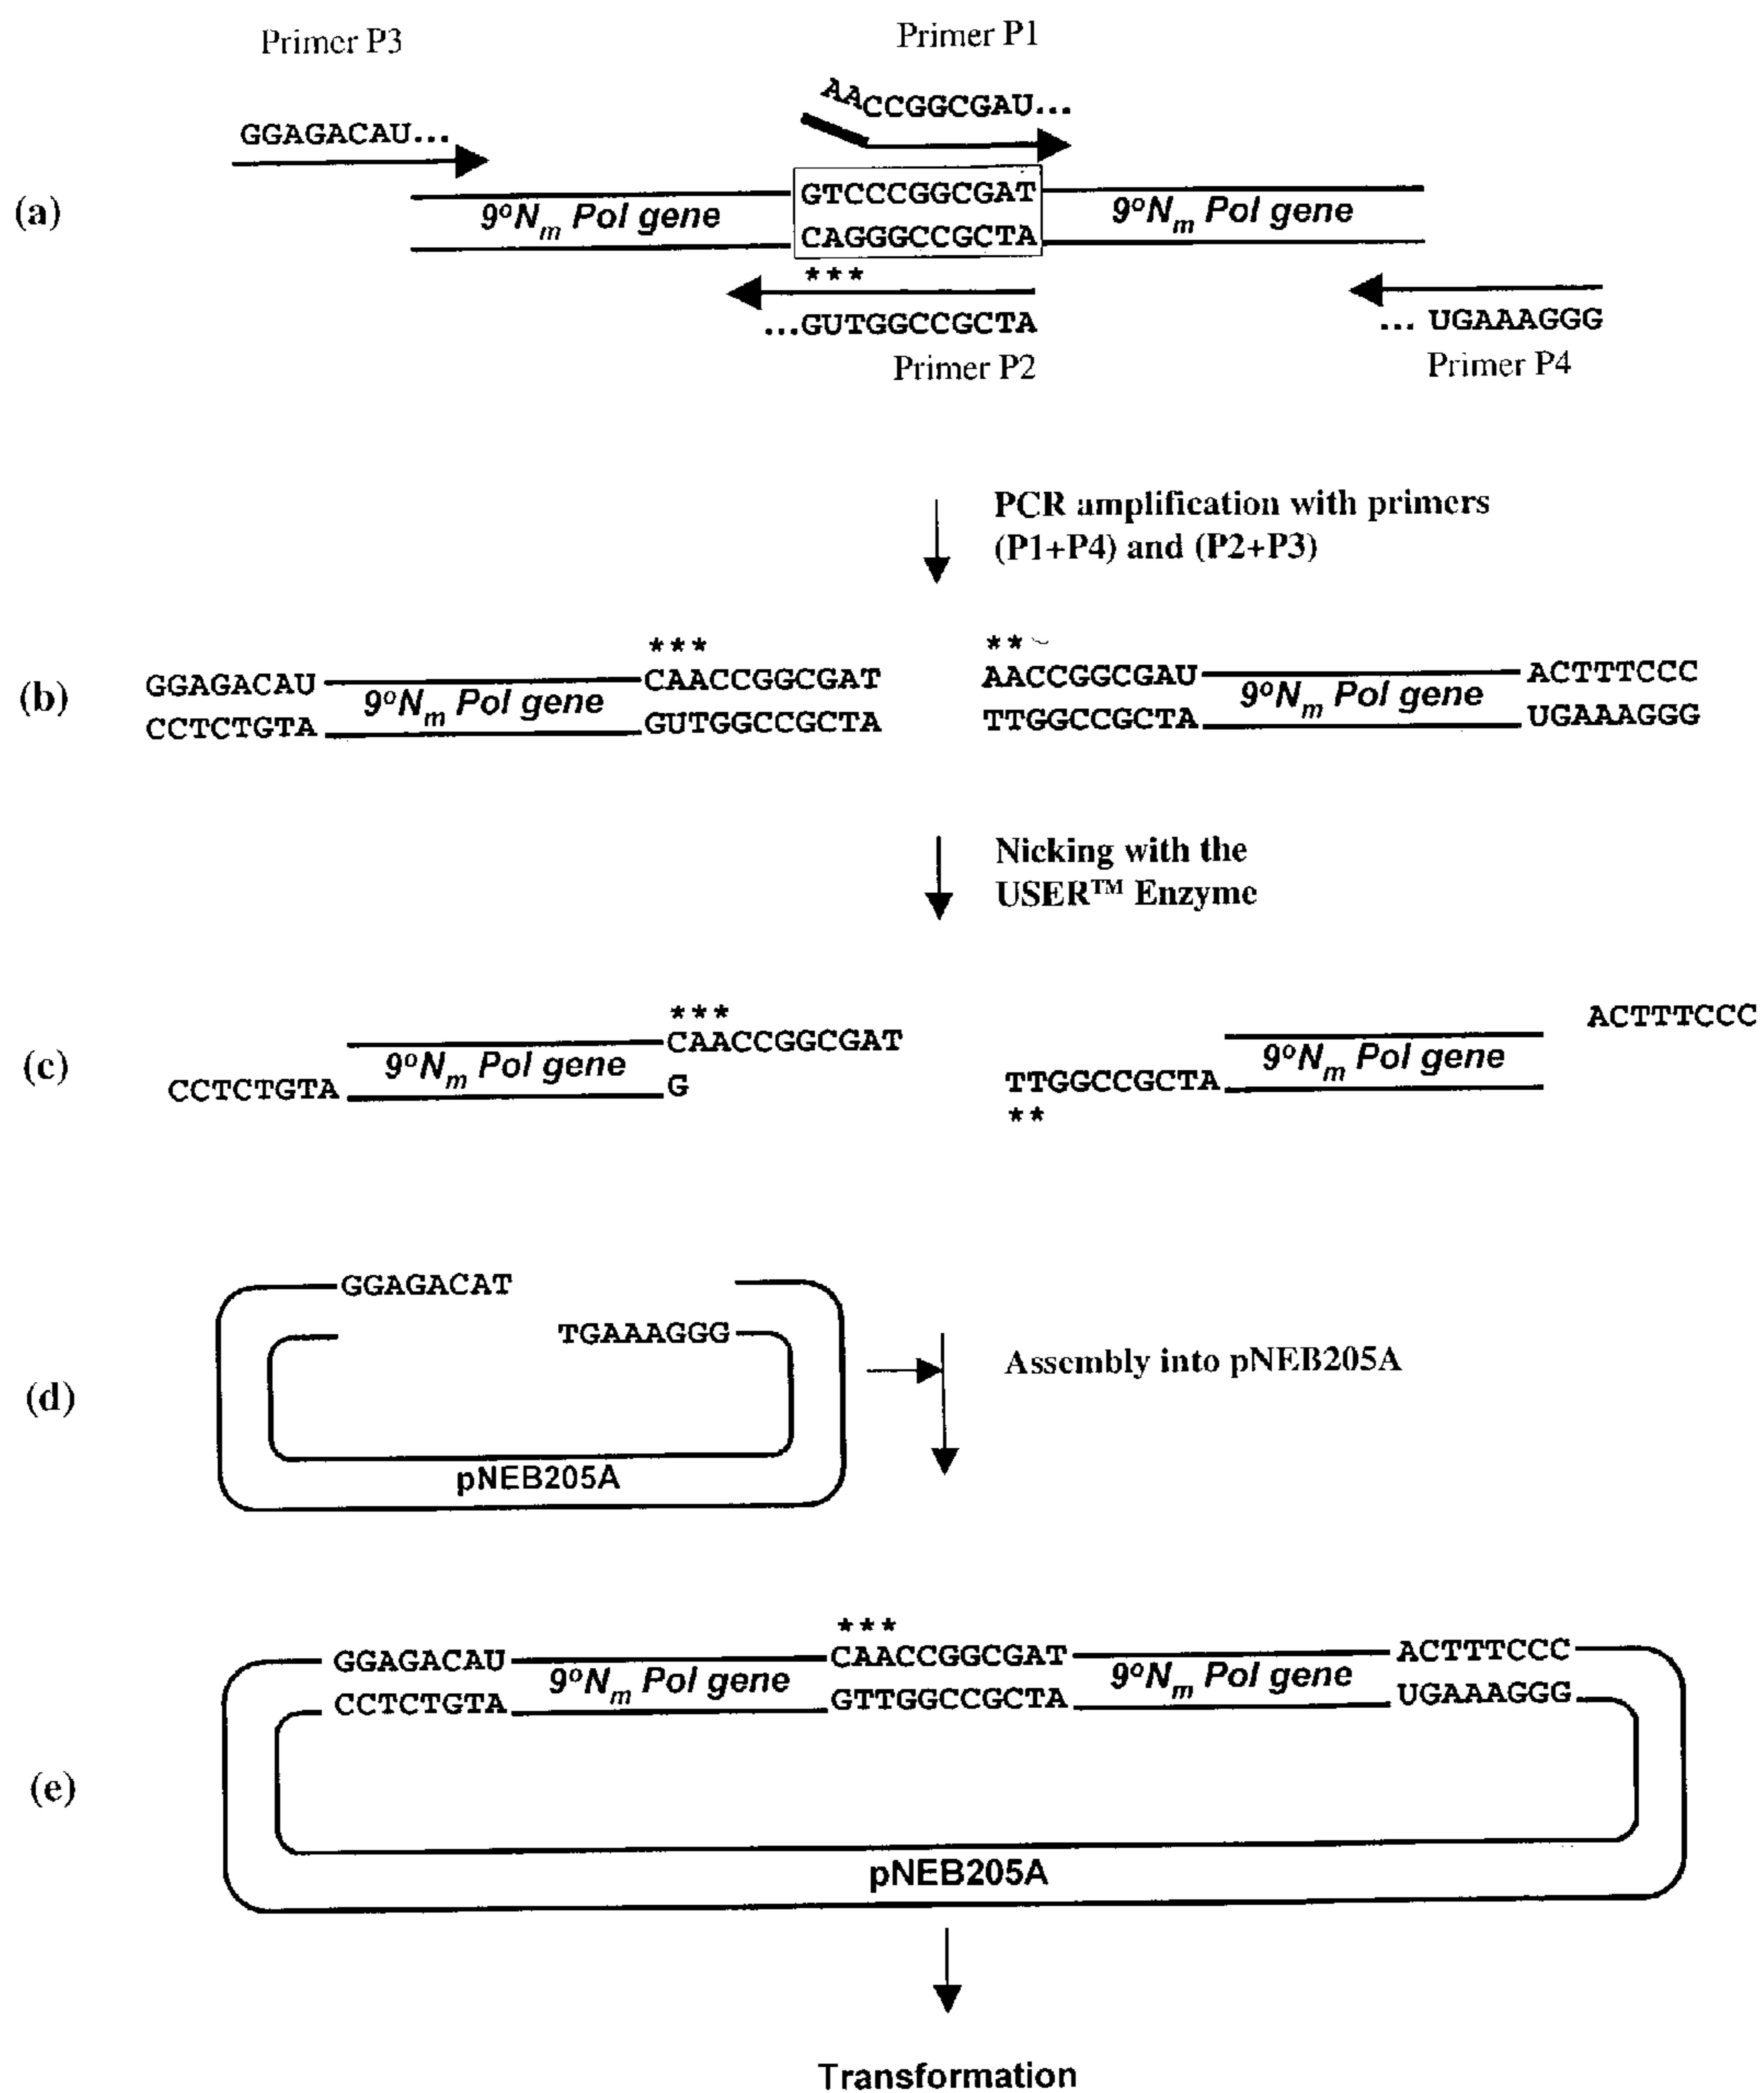 Primer P3
Primer P1
AACCGGCGAU...
GGAGACAU...
(a)
9°Nm Pol gene
GTCCCGGCGAT
CAGGGCCGCTA
9°Nm Pol gene
***
...GUTGGCCGCTA
... UGAAAGGG
Primer P2
Primer P4
PCR amplification with primers
(P1+P4) and (P2+P3)
(b)
***
**
GGAGACAU
9°Nm Pol gene
CAACCGGCGAT
AACCGGCGAU
9°Nm Pol gene
ACTTTCCC
CCTCTGTA
GUTGGCCGCTA
TTGGCCGCTA
UGAAAGGG
Nicking with the
USER™ Enzyme
(c)
***
CAACCGGCGAT
ACTTTCCC
9°Nm Pol gene
9°Nm Pol gene
CCTCTGTA
G
TTGGCCGCTA
**
(d)
GGAGACAT
TGAAAGGG
pNEB205A
Assembly into pNEB205A
(e)
***
GGAGACAU
9°Nm Pol gene
CAACCGGCGAT
9°Nm Pol gene
ACTTTCCC
CCTCTGTA
GTTGGCCGCTA
UGAAAGGG
pNEB205A
Transformation